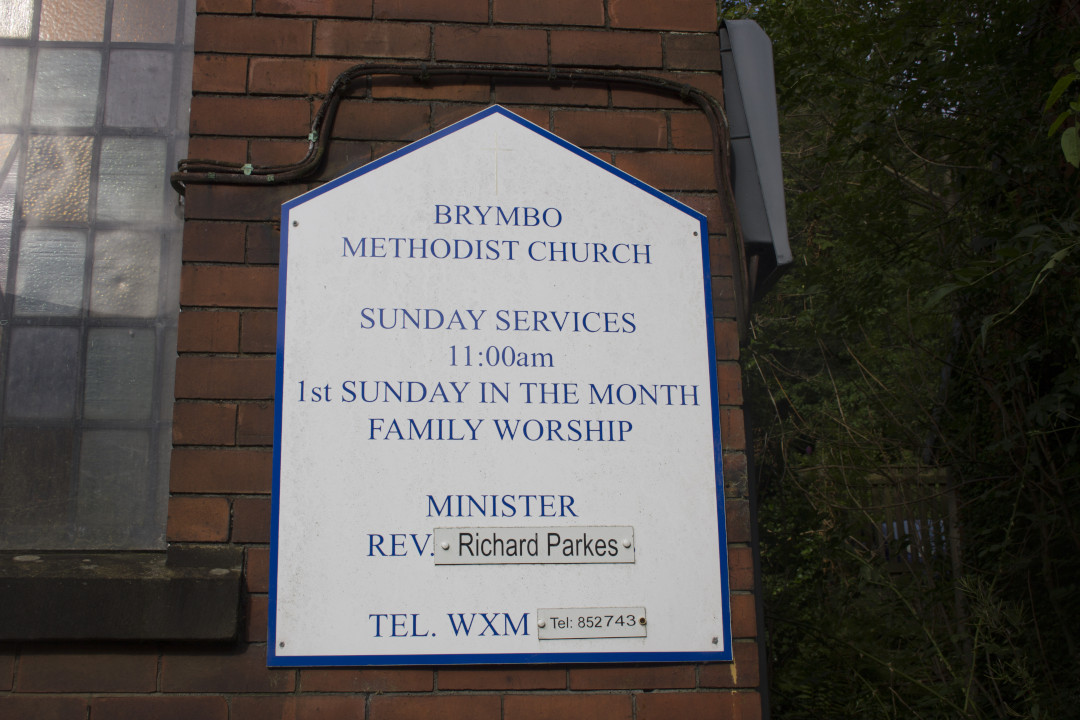 BRYMBO
METHODIST CHURCH
SUNDAY SERVICES
11:00am
1st SUNDAY IN THE MONTH
FAMILY WORSHIP
MINISTER
REV. Richard Parkes
TEL. WXM Tel: 852743